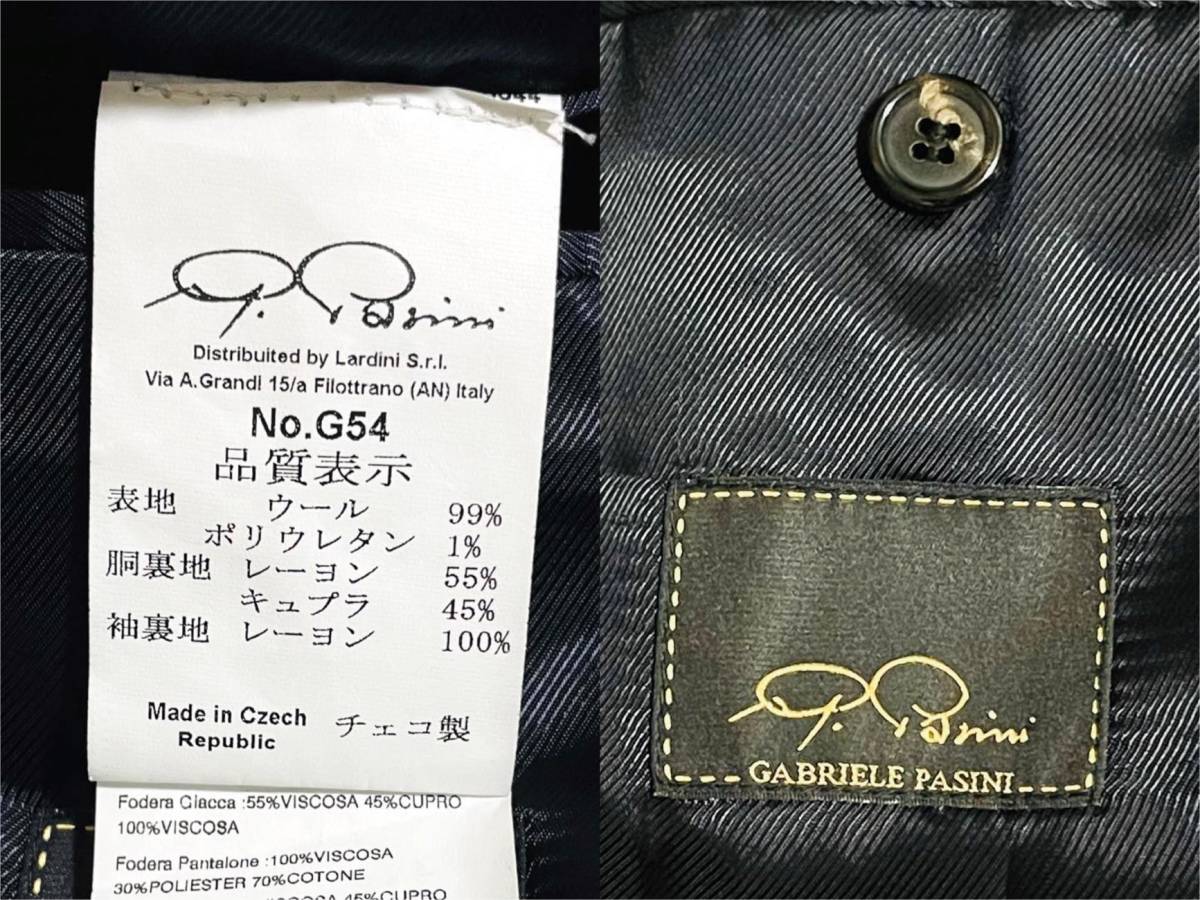 G. Pasini
Distribuited by Lardini S.r.l.
Via A.Grandi 15/a Filottrano (AN) Italy
No.G54
品質表示
表地 ウール 99%
ポリウレタン 1%
胴裏地 レーヨン 55%
キュプラ 45%
袖裏地 レーヨン 100%
Made in Czech
Republic チェコ製
Fodera Giacca :55%VISCOSA 45%CUPRO
100%VISCOSA
Fodera Pantalone :100%VISCOSA
30%POLIESTER 70%COTONE
45%CUPRO
G. Pasini
GABRIELE PASINI